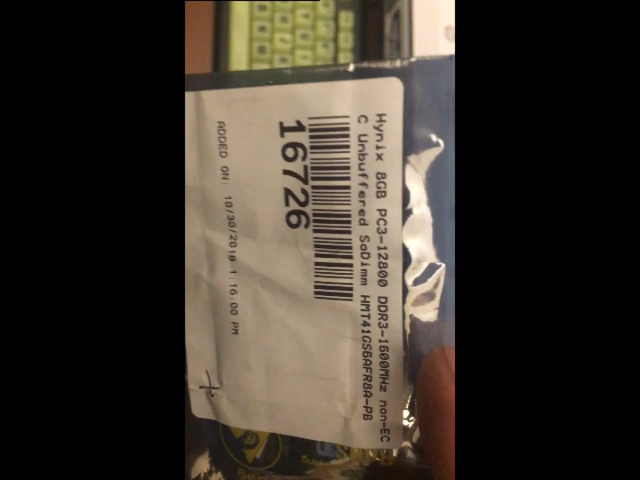 Hynix 8GB PC3-12800 DDR3-1600MHz non-EC
C Unbuffered SoDimm HMT41GS6AFR8A-PB
16726
ADDED ON: 10/30/2018 1:16:00 PM